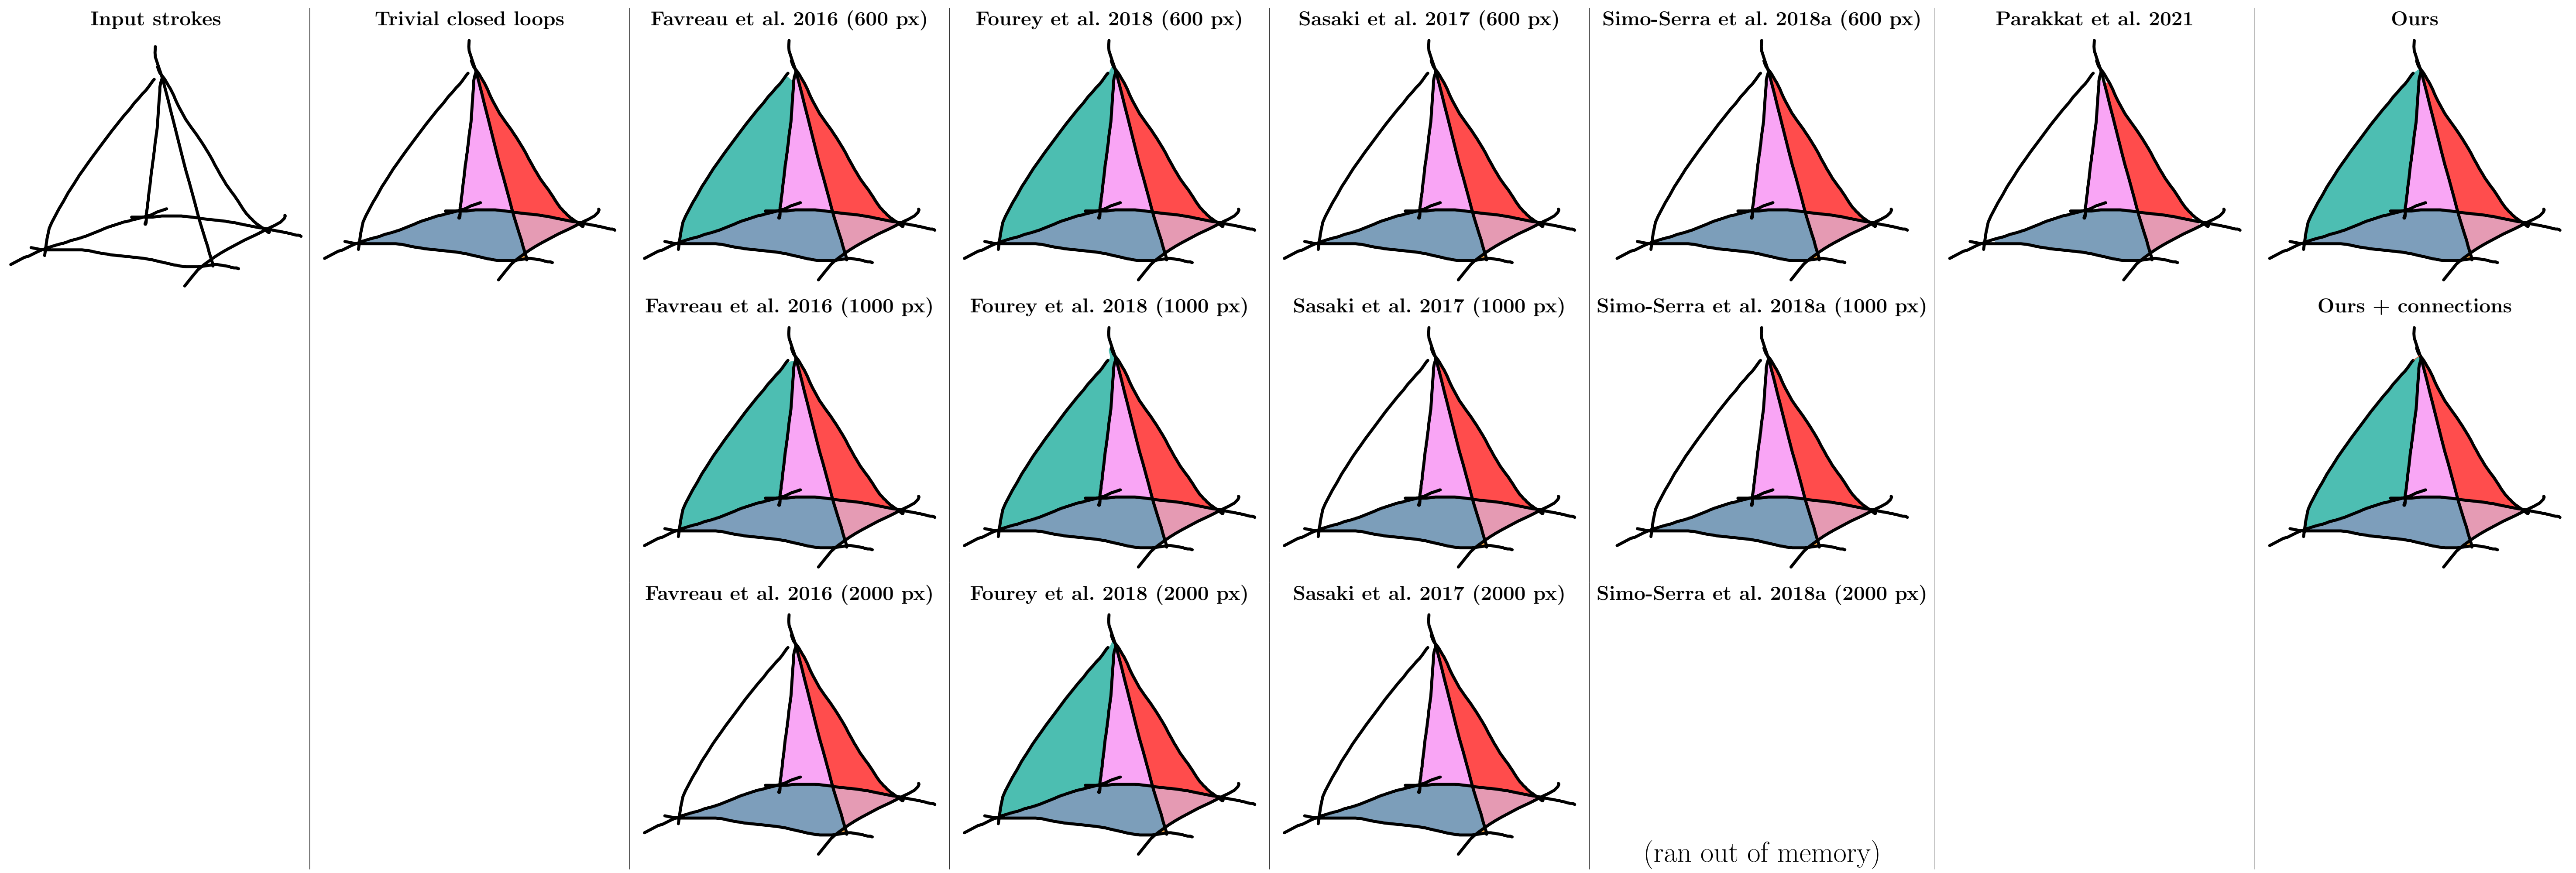 Input strokes
Trivial closed loops
Favreau et al. 2016 (600 px)
Fourey et al. 2018 (600 px)
Sasaki et al. 2017 (600 px)
Simo-Serra et al. 2018a (600 px)
Parakkat et al. 2021
Ours
Favreau et al. 2016 (1000 px)
Fourey et al. 2018 (1000 px)
Sasaki et al. 2017 (1000 px)
Simo-Serra et al. 2018a (1000 px)
Ours + connections
Favreau et al. 2016 (2000 px)
Fourey et al. 2018 (2000 px)
Sasaki et al. 2017 (2000 px)
Simo-Serra et al. 2018a (2000 px)
(ran out of memory)